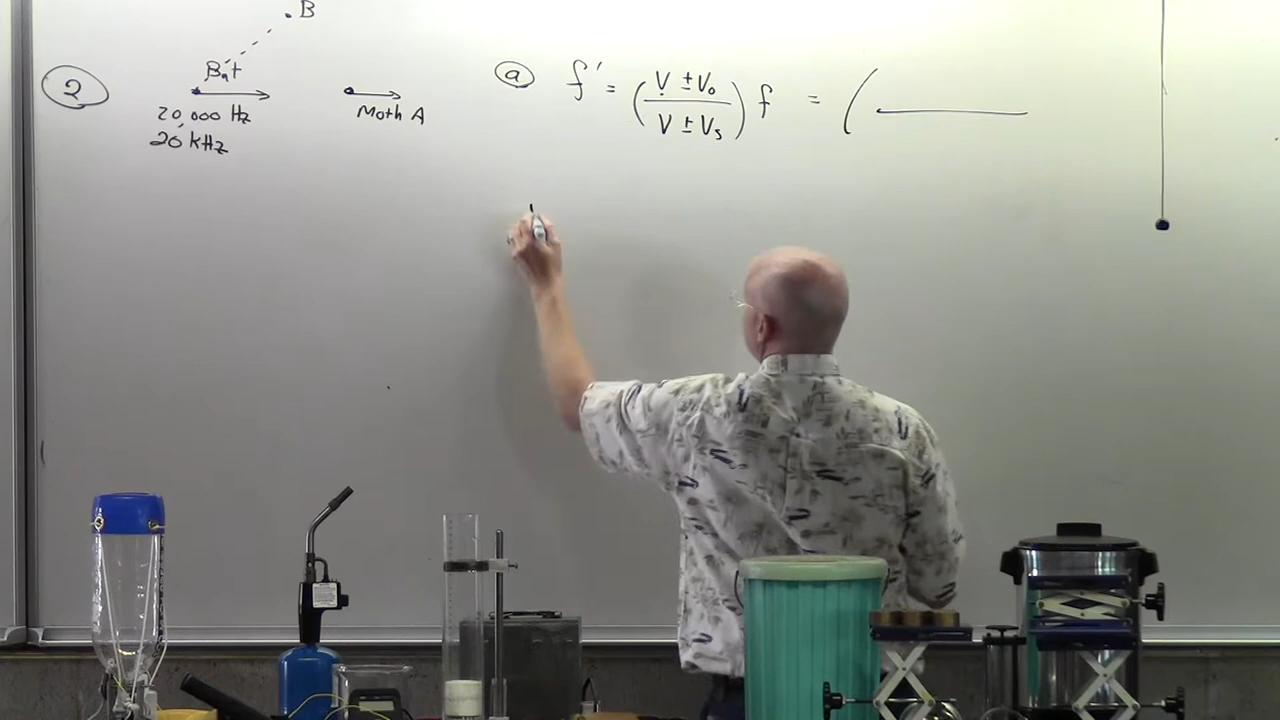 B
②
Bat
20,000 Hz
20 kHz
Moth A
ⓐ f' = (V ± V₀ / V ± Vₛ) f = (